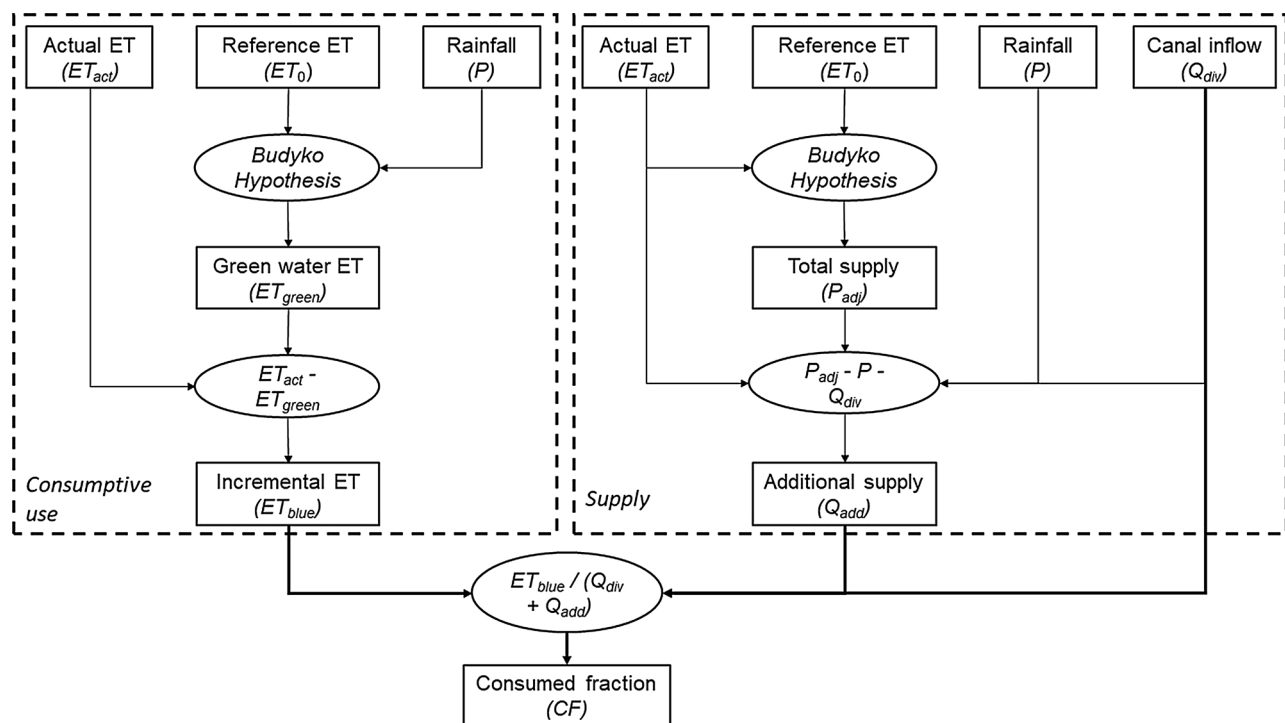 Actual ET
(ETact)
Reference ET
(ET0)
Rainfall
(P)
Budyko
Hypothesis
Green water ET
(ETgreen)
ETact -
ETgreen
Incremental ET
(ETblue)
Consumptive
use
Actual ET
(ETact)
Reference ET
(ET0)
Rainfall
(P)
Canal inflow
(Qdiv)
Budyko
Hypothesis
Total supply
(Padj)
Padj - P -
Qdiv
Additional supply
(Qadd)
Supply
ETblue / (Qdiv
+ Qadd)
Consumed fraction
(CF)